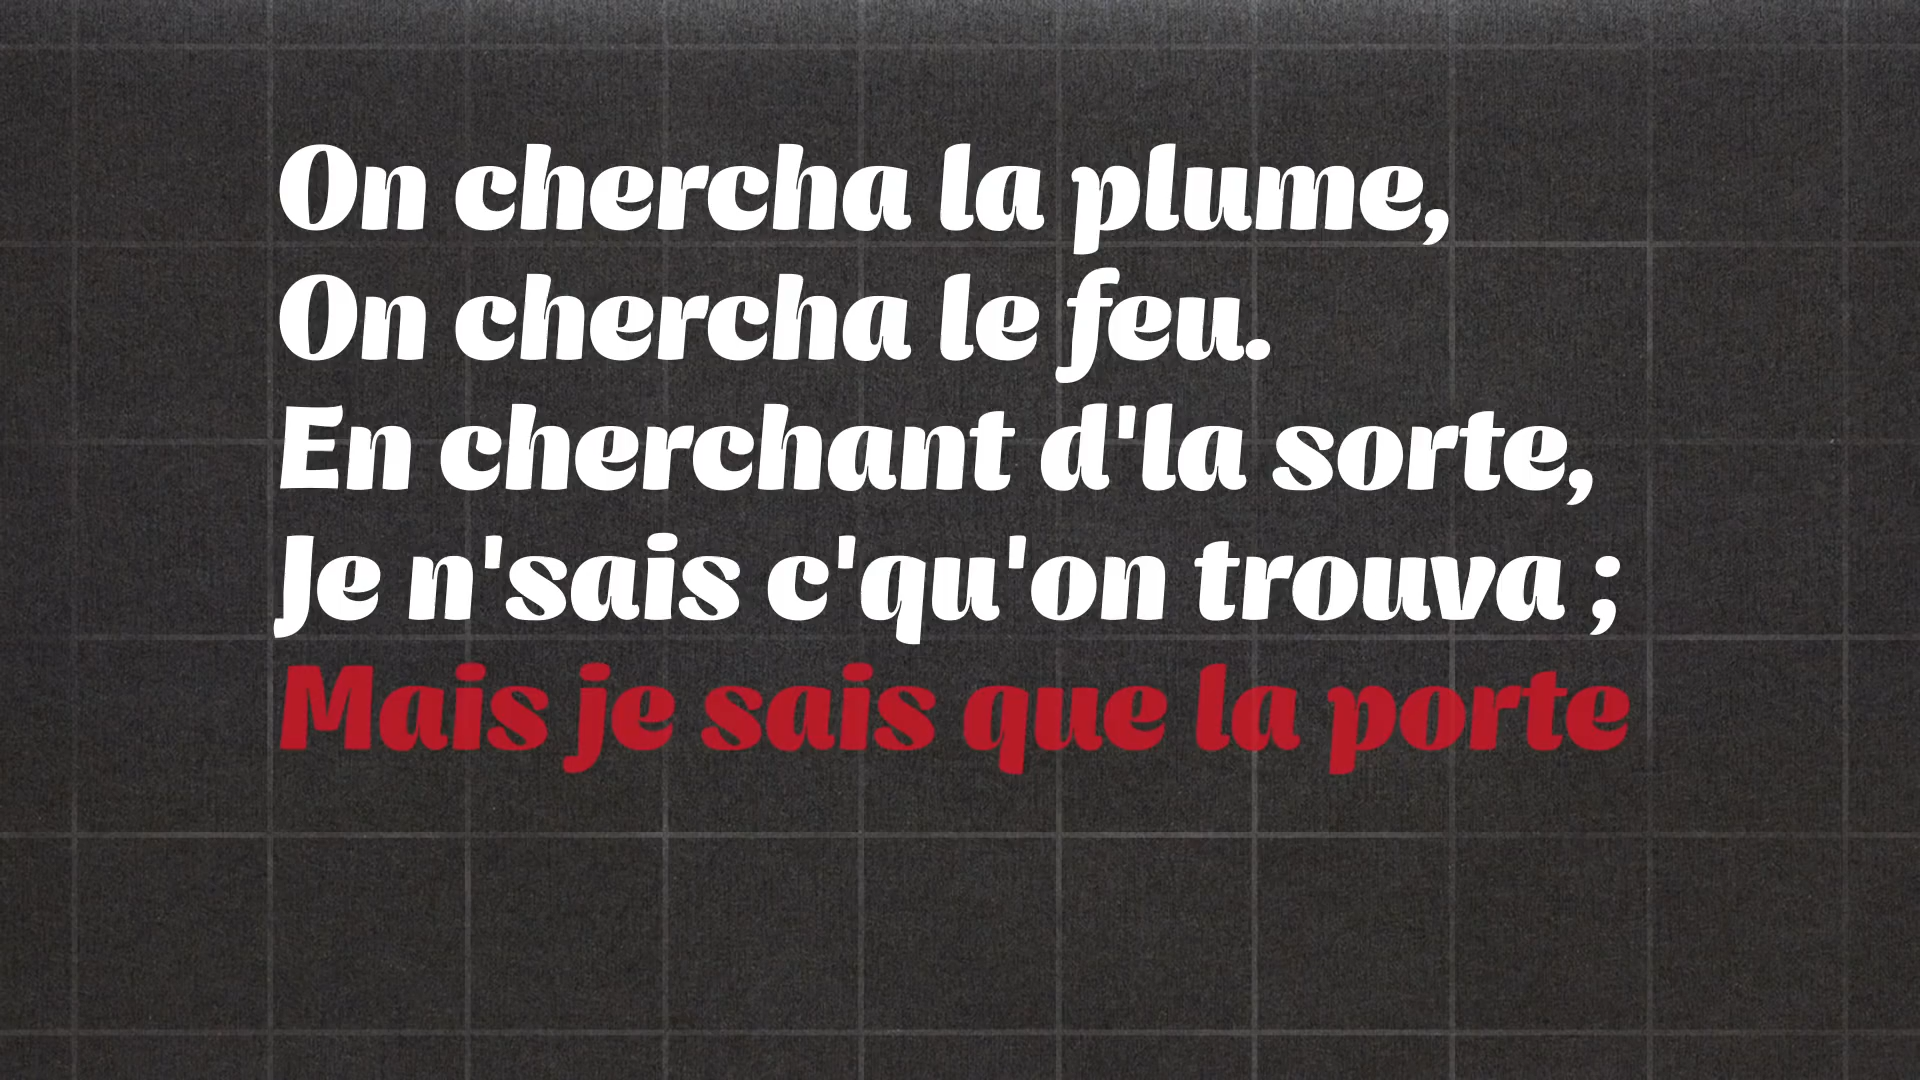 On chercha la plume,
On chercha le feu.
En cherchant d'la sorte,
Je n'sais c'qu'on trouva ;
Mais je sais que la porte